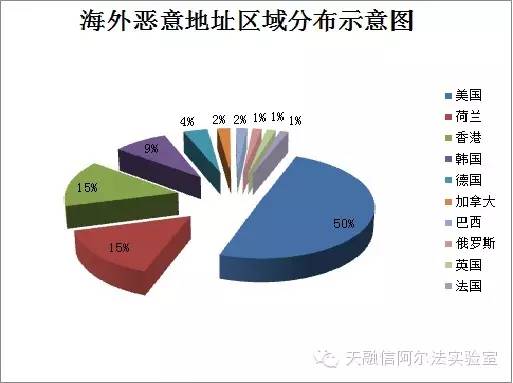 海外恶意地址区域分布示意图
4%
2%
2%
1%
1%
1%
9%
15%
15%
50%
美国
荷兰
香港
韩国
德国
加拿大
巴西
俄罗斯
英国
法国
天融信阿尔法实验室